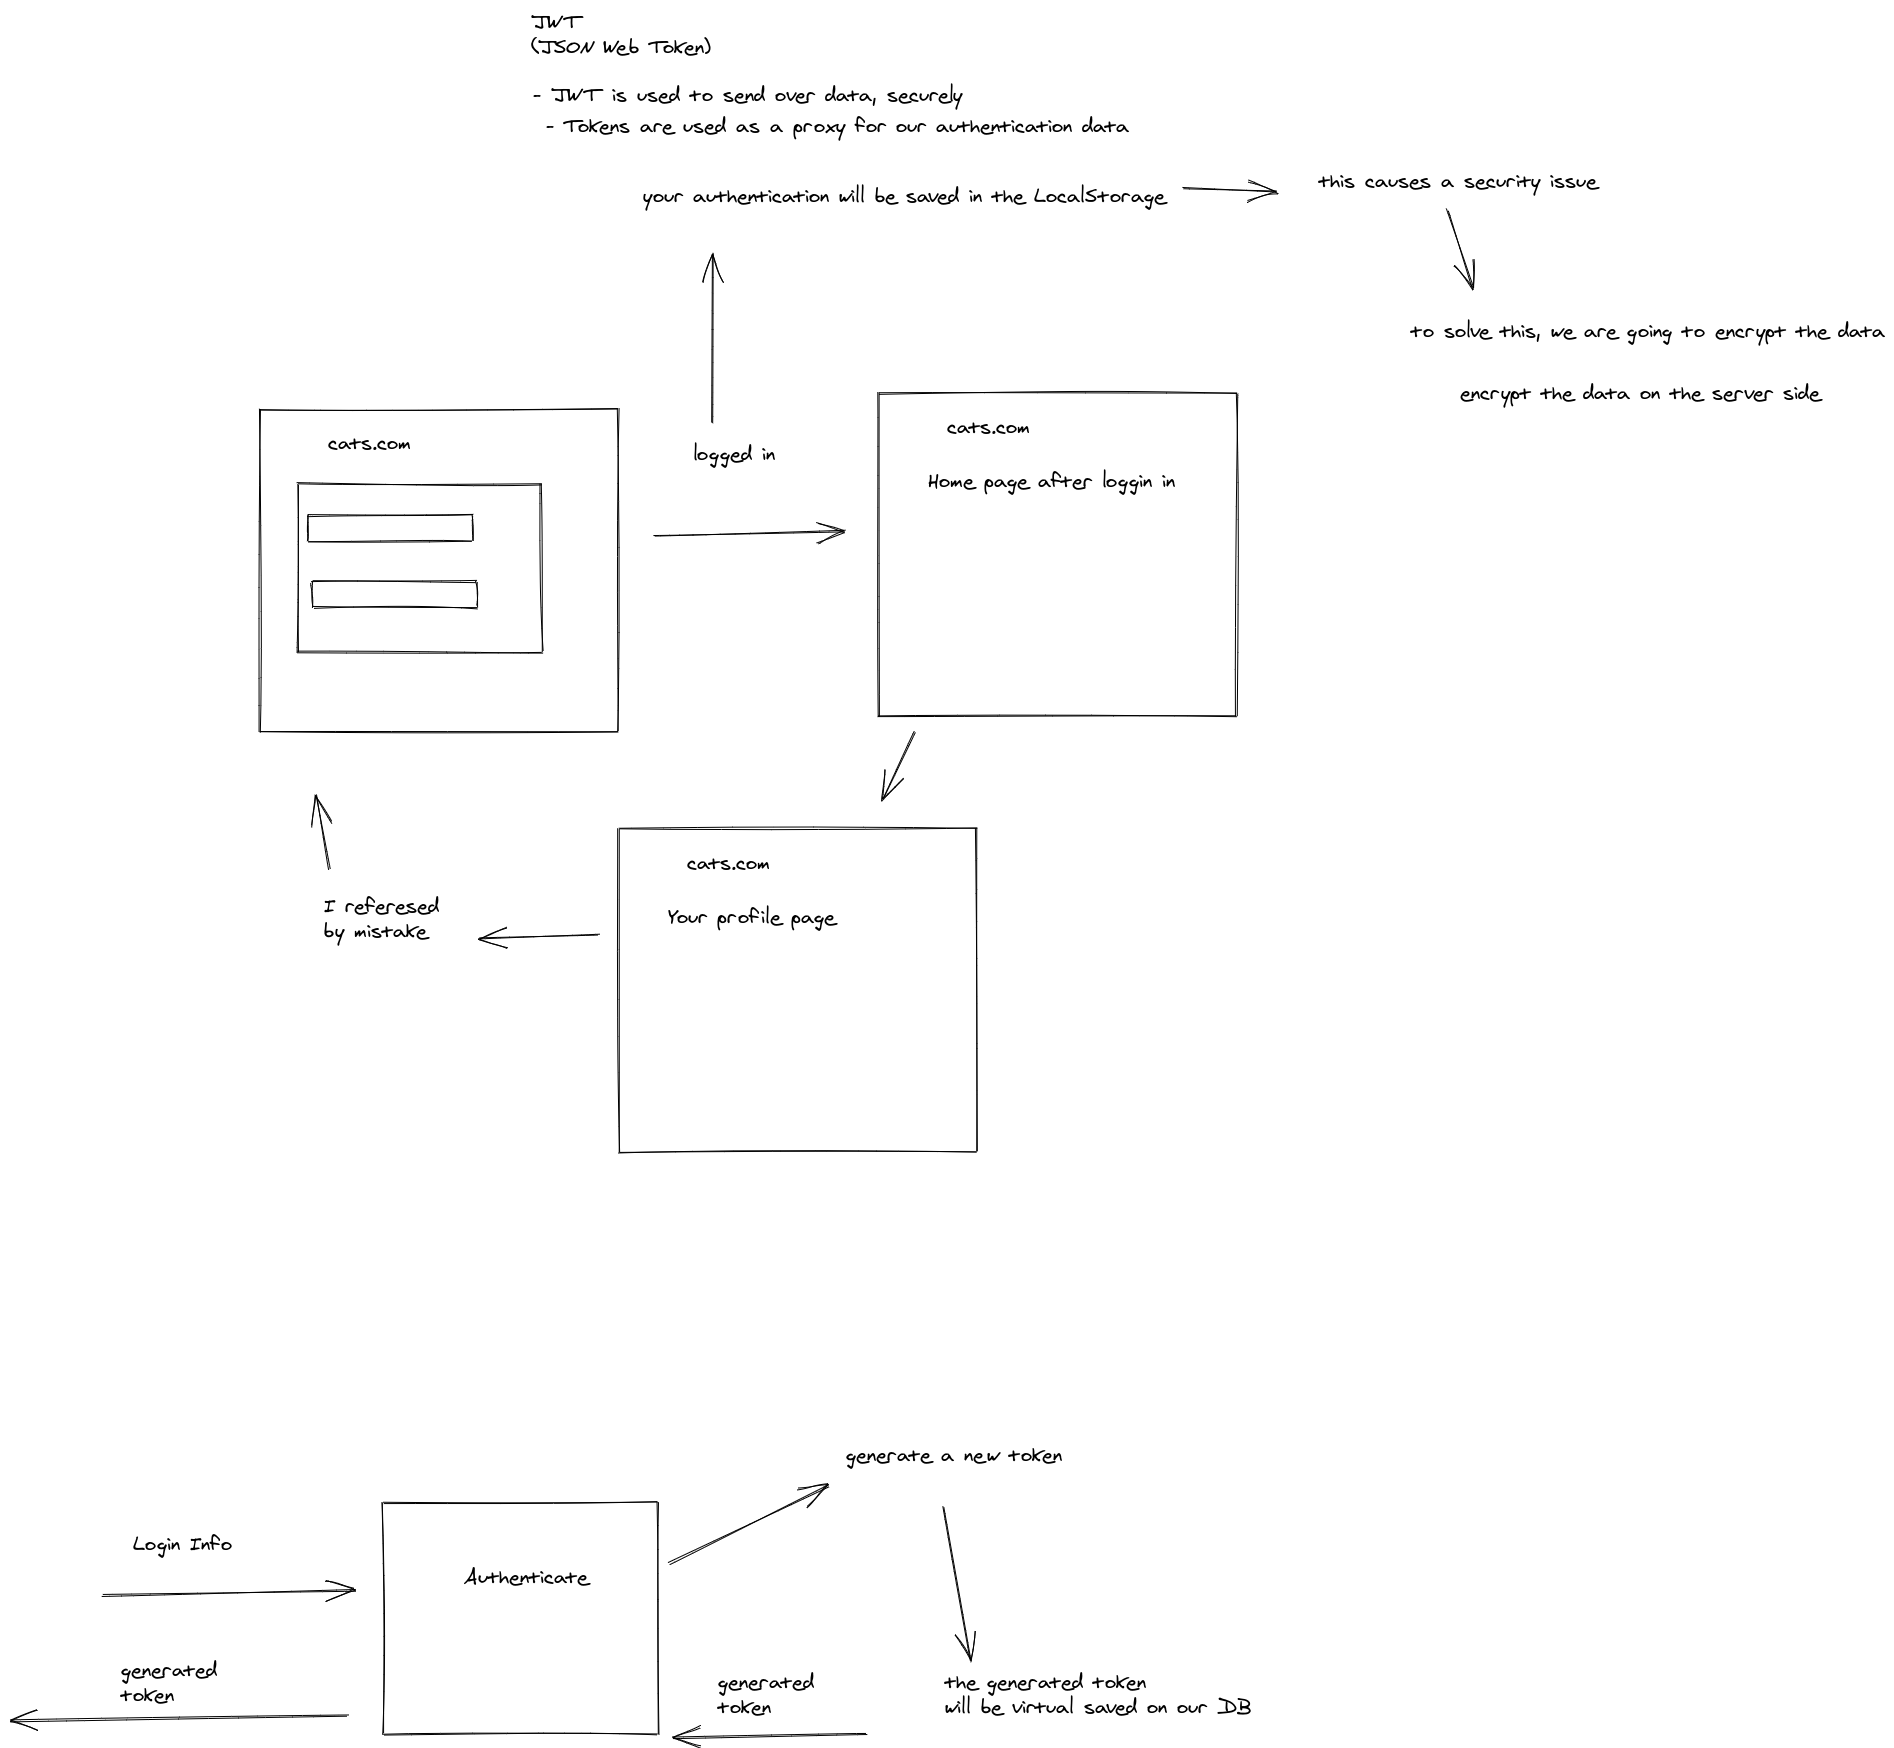 JWT
(JSON Web Token)
- JWT is used to send over data, securely
- Tokens are used as a proxy for our authentication data
your authentication will be saved in the LocalStorage
this causes a security issue
to solve this, we are going to encrypt the data
encrypt the data on the server side
cats.com
logged in
cats.com
Home page after loggin in
cats.com
Your profile page
I referesed
by mistake
generate a new token
Login Info
Authenticate
generated
token
generated
token
the generated token
will be virtual saved on our DB